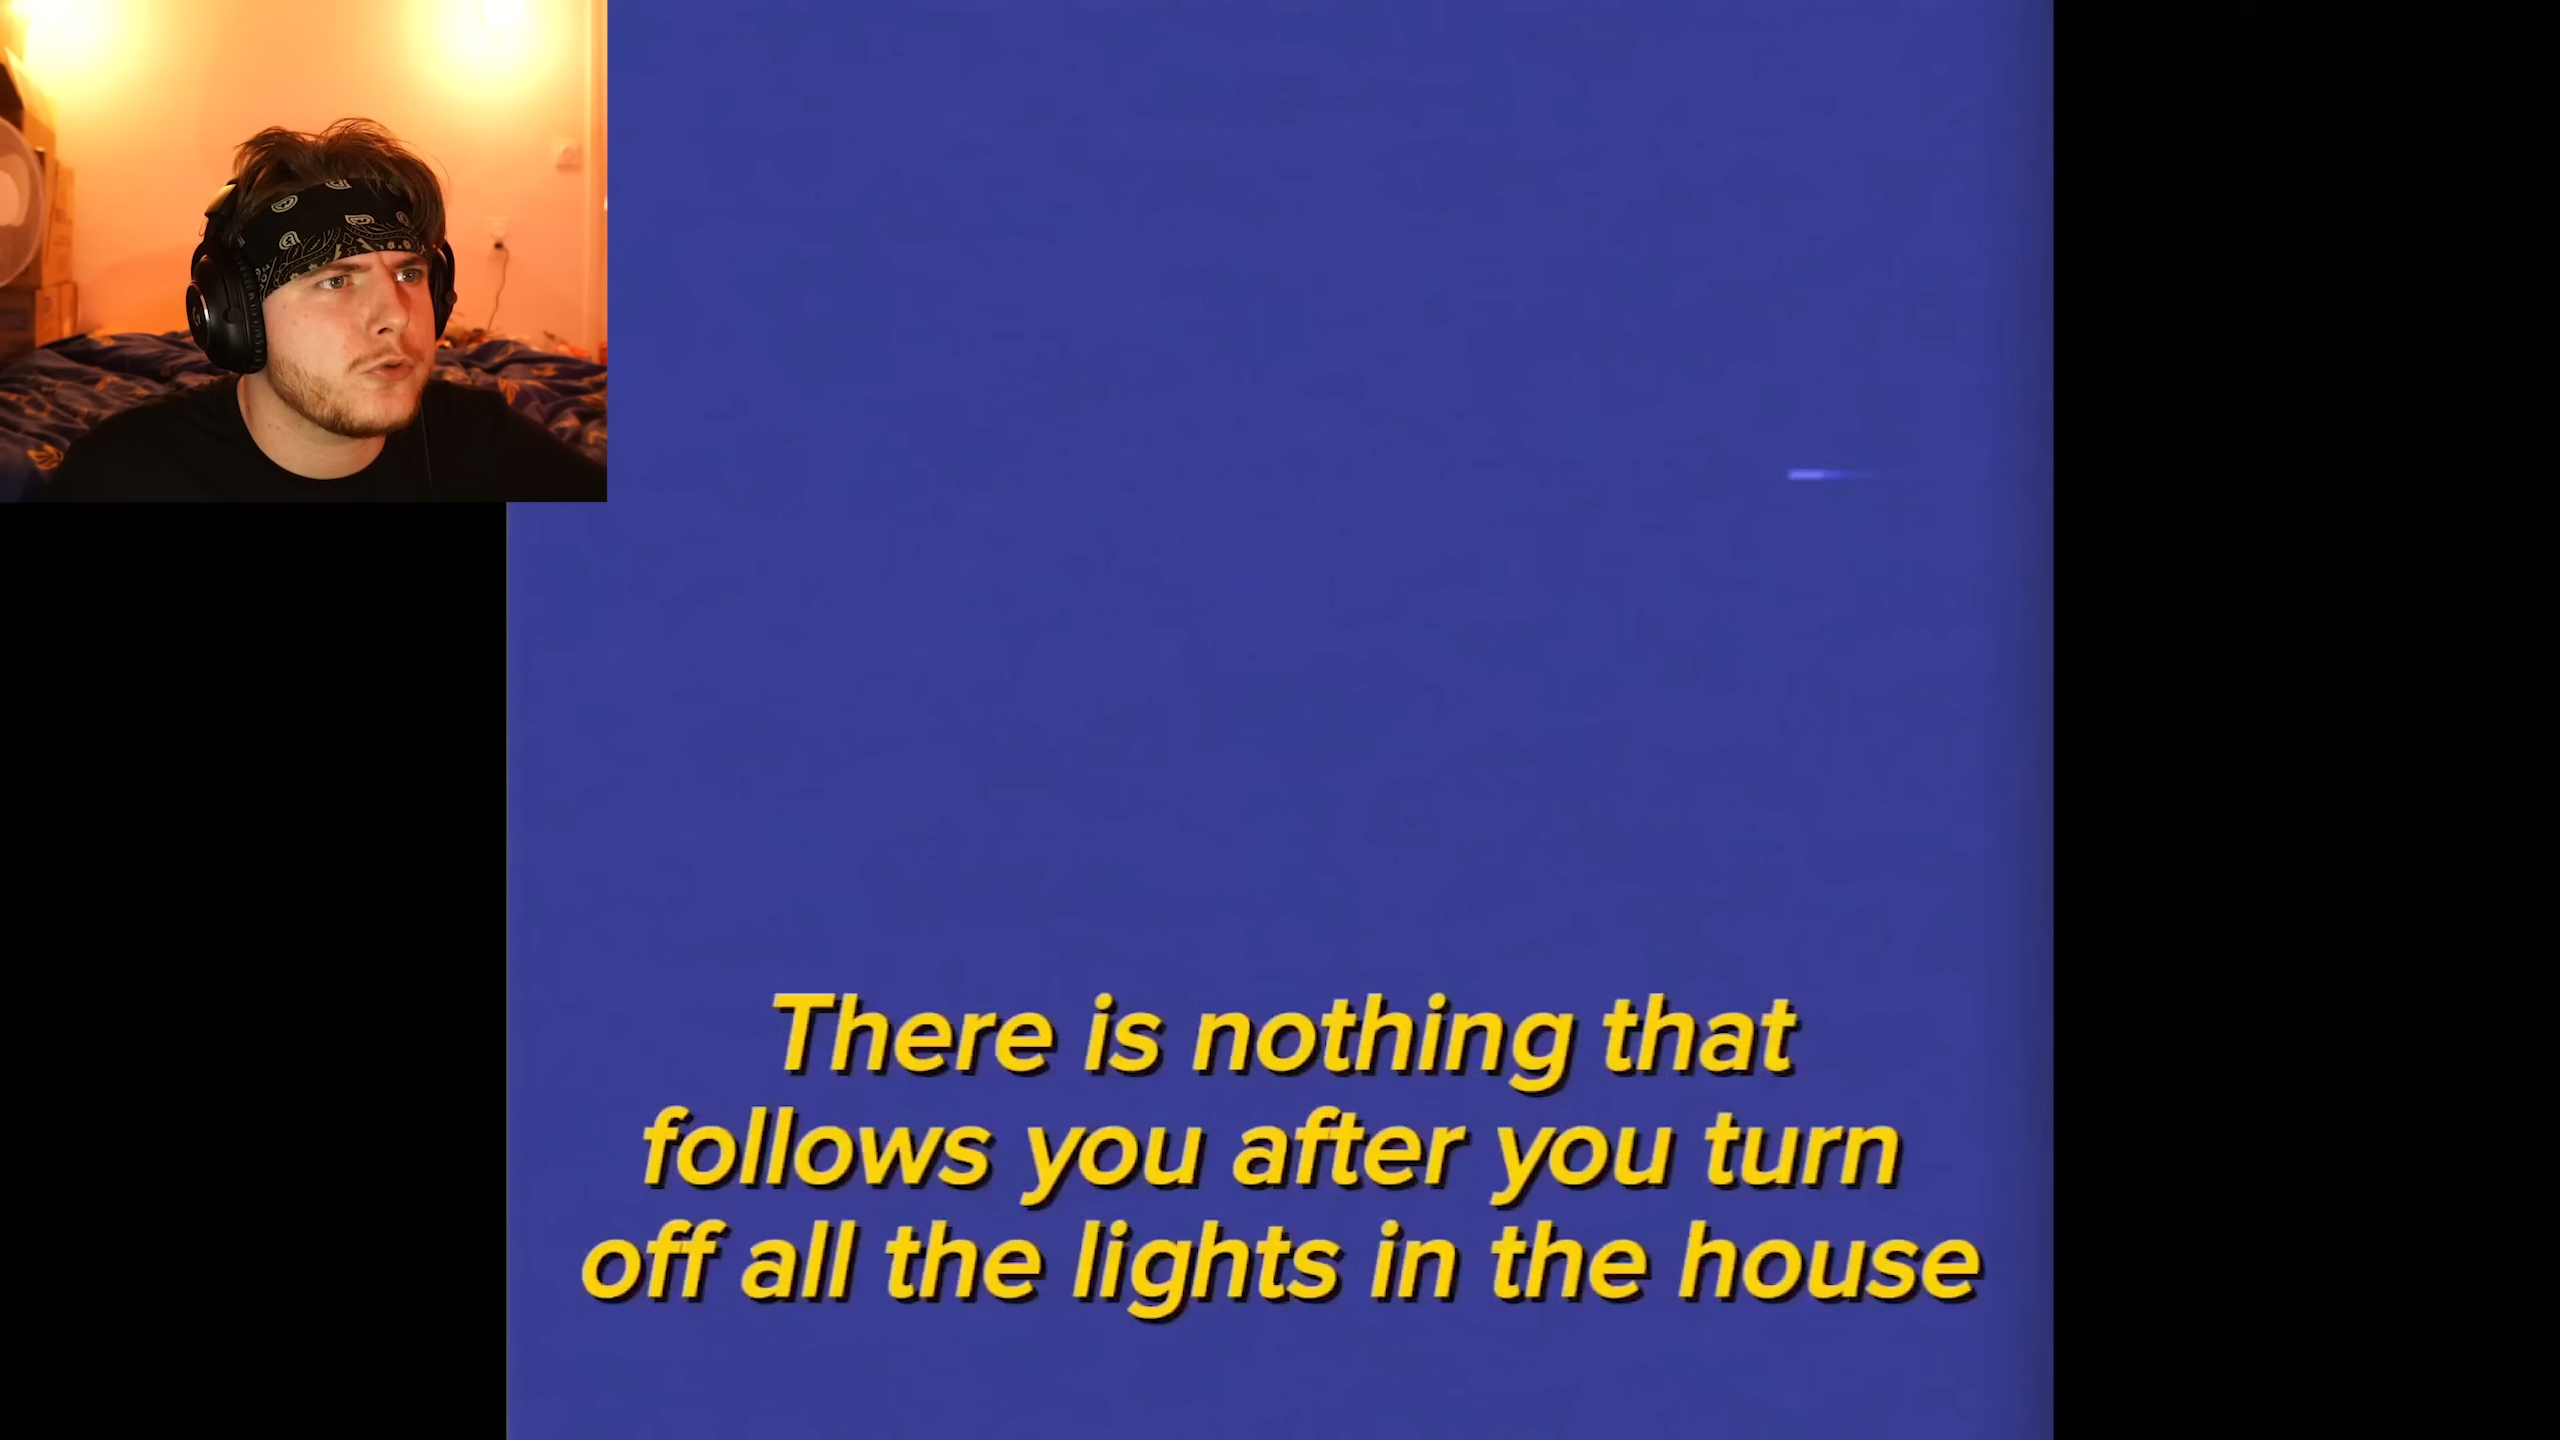 There is nothing that
follows you after you turn
off all the lights in the house